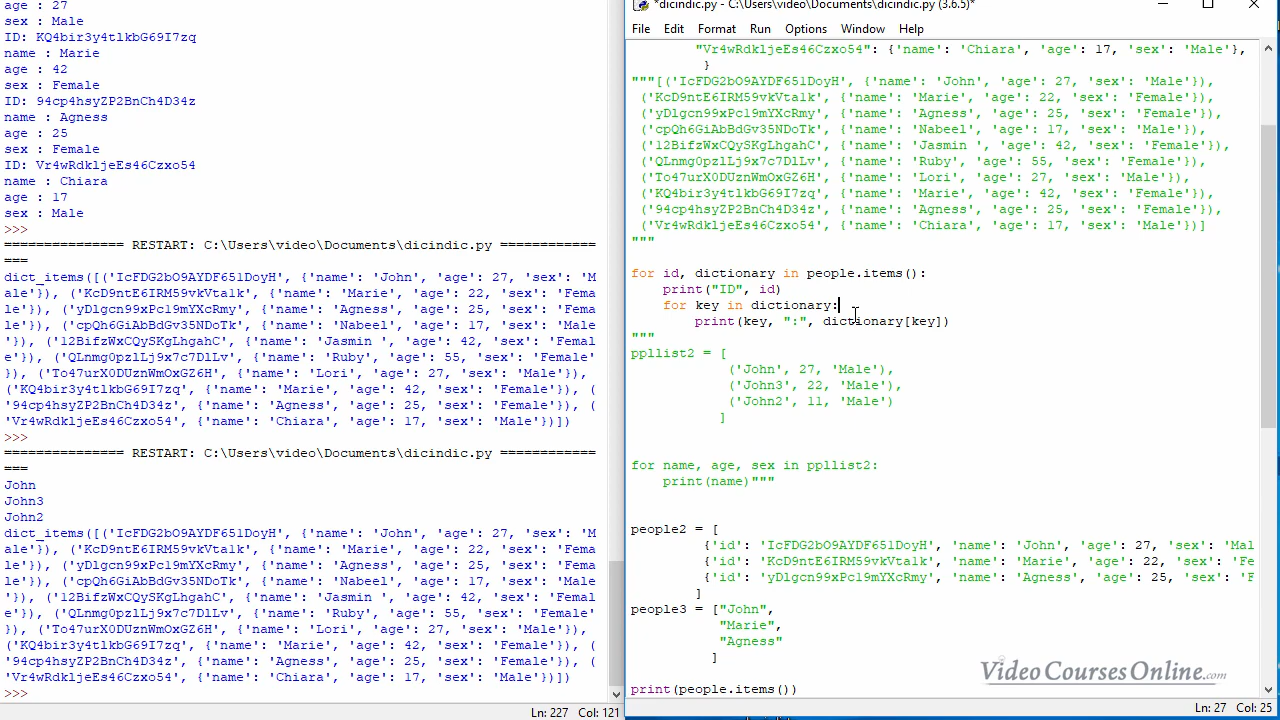 age : 27
sex : Male
ID: KQ4bir3y4tlkbG69I7zq
name : Marie
age : 42
sex : Female
ID: 94cp4hsyZP2BnCh4D34z
name : Agness
age : 25
sex : Female
ID: Vr4wRdkljeEs46Czxo54
name : Chiara
age : 17
sex : Male
>>>
=============== RESTART: C:\Users\video\Documents\dicindic.py ============
===
dict_items([('IcFDG2bO9AYDF651DoyH', {'name': 'John', 'age': 27, 'sex': 'M
ale'}), ('KcD9ntE6IRM59vkVta1k', {'name': 'Marie', 'age': 22, 'sex': 'Fema
le'}), ('yDlgcn99xPc19mYXcRmy', {'name': 'Agness', 'age': 25, 'sex': 'Fema
le'}), ('cpQh6GiAbBdGv35NDoTk', {'name': 'Nabeel', 'age': 17, 'sex': 'Male
'}), ('12BifzWxCQySKgLhgahC', {'name': 'Jasmin ', 'age': 42, 'sex': 'Femal
e'}), ('QLnmg0pzlLj9x7c7DlLv', {'name': 'Ruby', 'age': 55, 'sex': 'Female'
}), ('To47urX0DUznWmOxGZ6H', {'name': 'Lori', 'age': 27, 'sex': 'Male'}),
('KQ4bir3y4tlkbG69I7zq', {'name': 'Marie', 'age': 42, 'sex': 'Female'}), (
'94cp4hsyZP2BnCh4D34z', {'name': 'Agness', 'age': 25, 'sex': 'Female'}), (
'Vr4wRdkljeEs46Czxo54', {'name': 'Chiara', 'age': 17, 'sex': 'Male'})])
>>>
=============== RESTART: C:\Users\video\Documents\dicindic.py ============
===
John
John3
John2
dict_items([('IcFDG2bO9AYDF651DoyH', {'name': 'John', 'age': 27, 'sex': 'M
ale'}), ('KcD9ntE6IRM59vkVta1k', {'name': 'Marie', 'age': 22, 'sex': 'Fema
le'}), ('yDlgcn99xPc19mYXcRmy', {'name': 'Agness', 'age': 25, 'sex': 'Fema
le'}), ('cpQh6GiAbBdGv35NDoTk', {'name': 'Nabeel', 'age': 17, 'sex': 'Male
'}), ('12BifzWxCQySKgLhgahC', {'name': 'Jasmin ', 'age': 42, 'sex': 'Femal
e'}), ('QLnmg0pzlLj9x7c7DlLv', {'name': 'Ruby', 'age': 55, 'sex': 'Female'
}), ('To47urX0DUznWmOxGZ6H', {'name': 'Lori', 'age': 27, 'sex': 'Male'}),
('KQ4bir3y4tlkbG69I7zq', {'name': 'Marie', 'age': 42, 'sex': 'Female'}), (
'94cp4hsyZP2BnCh4D34z', {'name': 'Agness', 'age': 25, 'sex': 'Female'}), (
'Vr4wRdkljeEs46Czxo54', {'name': 'Chiara', 'age': 17, 'sex': 'Male'})])
>>>
Ln: 227 Col: 121
*dicindic.py - C:\Users\video\Documents\dicindic.py (3.6.5)*
File Edit Format Run Options Window Help
"Vr4wRdkljeEs46Czxo54": {'name': 'Chiara', 'age': 17, 'sex': 'Male'},
}
"""[('IcFDG2bO9AYDF651DoyH', {'name': 'John', 'age': 27, 'sex': 'Male'}),
('KcD9ntE6IRM59vkVta1k', {'name': 'Marie', 'age': 22, 'sex': 'Female'}),
('yDlgcn99xPc19mYXcRmy', {'name': 'Agness', 'age': 25, 'sex': 'Female'}),
('cpQh6GiAbBdGv35NDoTk', {'name': 'Nabeel', 'age': 17, 'sex': 'Male'}),
('12BifzWxCQySKgLhgahC', {'name': 'Jasmin ', 'age': 42, 'sex': 'Female'}),
('QLnmg0pzlLj9x7c7DlLv', {'name': 'Ruby', 'age': 55, 'sex': 'Female'}),
('To47urX0DUznWmOxGZ6H', {'name': 'Lori', 'age': 27, 'sex': 'Male'}),
('KQ4bir3y4tlkbG69I7zq', {'name': 'Marie', 'age': 42, 'sex': 'Female'}),
('94cp4hsyZP2BnCh4D34z', {'name': 'Agness', 'age': 25, 'sex': 'Female'}),
('Vr4wRdkljeEs46Czxo54', {'name': 'Chiara', 'age': 17, 'sex': 'Male'})]
"""
for id, dictionary in people.items():
print("ID", id)
for key in dictionary:
print(key, ":", dictionary[key])
"""
ppllist2 = [
('John', 27, 'Male'),
('John3', 22, 'Male'),
('John2', 11, 'Male')
]
for name, age, sex in ppllist2:
print(name)"""
people2 = [
{'id': 'IcFDG2bO9AYDF651DoyH', 'name': 'John', 'age': 27, 'sex': 'Mal
{'id': 'KcD9ntE6IRM59vkVta1k', 'name': 'Marie', 'age': 22, 'sex': 'Fe
{'id': 'yDlgcn99xPc19mYXcRmy', 'name': 'Agness', 'age': 25, 'sex': 'F
]
people3 = ["John",
"Marie",
"Agness"
]
print(people.items())
VideoCoursesOnline.com
Ln: 27 Col: 25